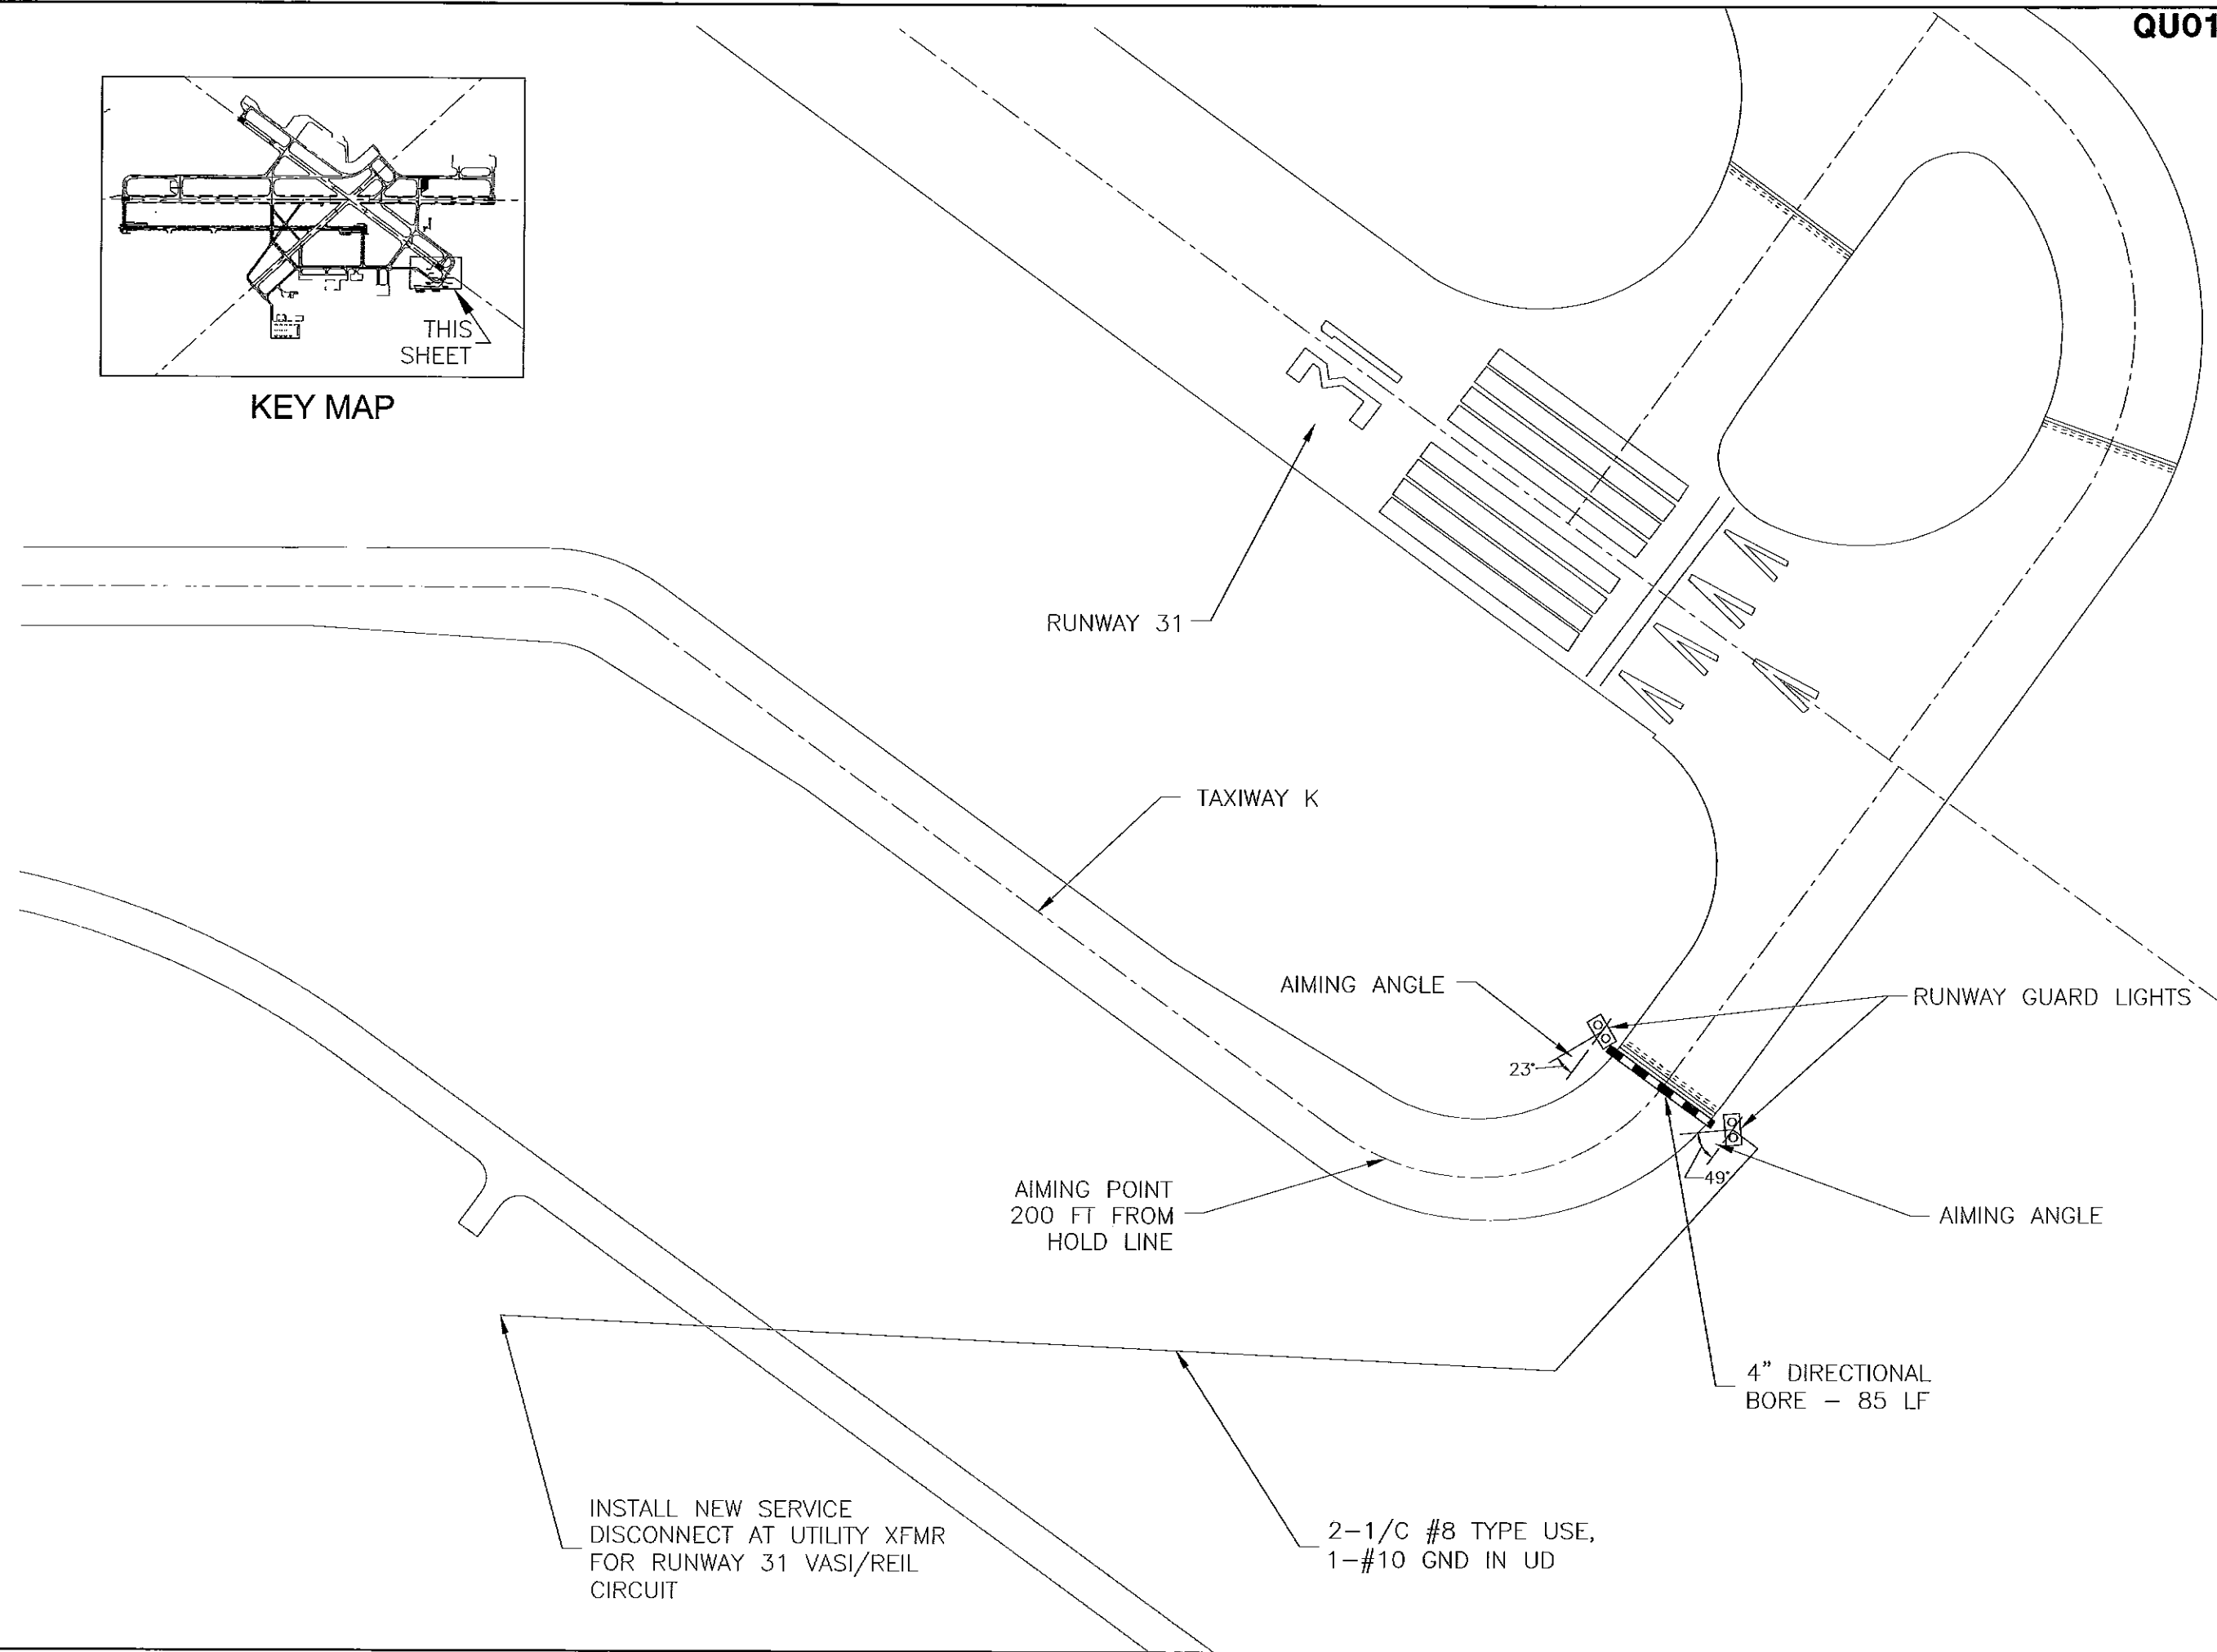 QU01
THIS
SHEET
KEY MAP
31
RUNWAY 31
TAXIWAY K
AIMING ANGLE
RUNWAY GUARD LIGHTS
23°
49°
AIMING POINT
200 FT FROM
HOLD LINE
AIMING ANGLE
4" DIRECTIONAL
BORE - 85 LF
INSTALL NEW SERVICE
DISCONNECT AT UTILITY XFMR
FOR RUNWAY 31 VASI/REIL
CIRCUIT
2-1/C #8 TYPE USE,
1-#10 GND IN UD